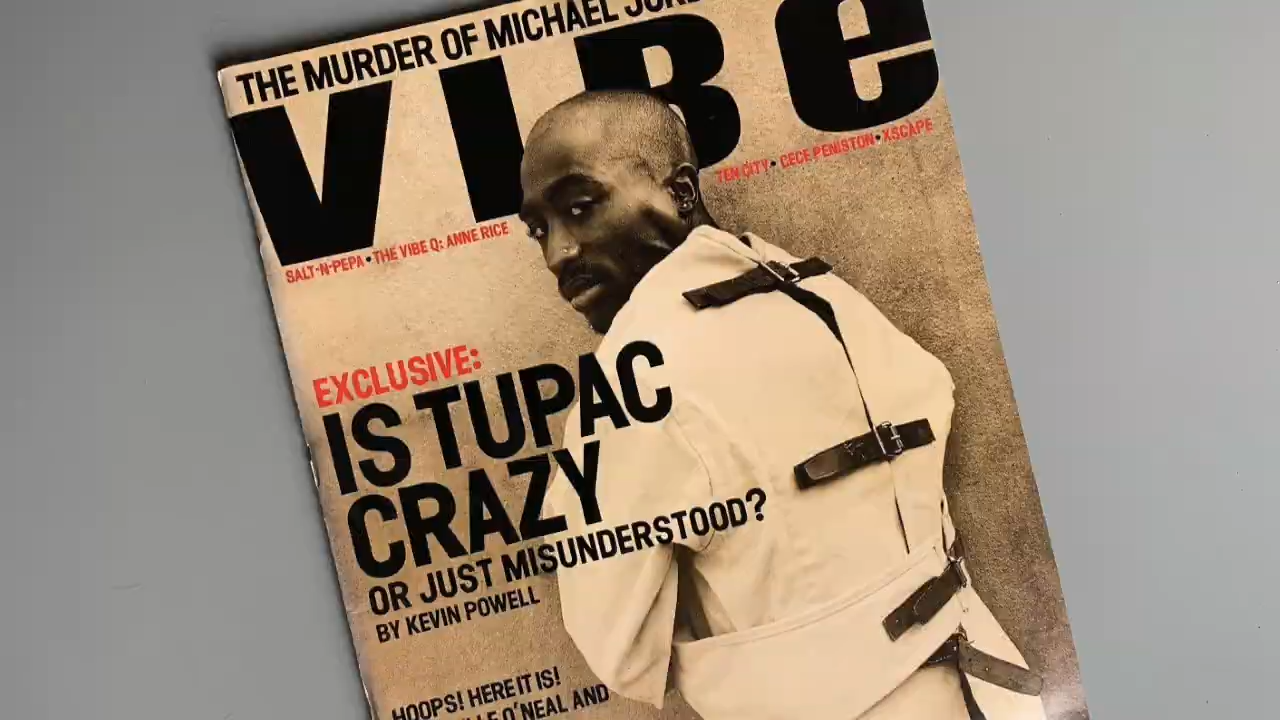 THE MURDER OF MICHAEL
VIBE
TEN CITY • CECE PENISTON • XSCAPE
SALT-N-PEPA • THE VIBE Q: ANNE RICE
EXCLUSIVE:
IS TUPAC
CRAZY
OR JUST MISUNDERSTOOD?
BY KEVIN POWELL
HOOPS! HERE IT IS!
O'NEAL AND